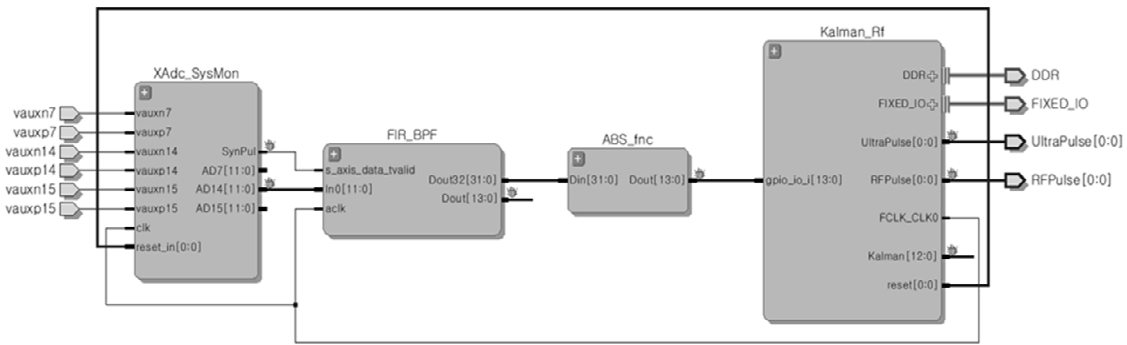 Kalman_Rf
XAdc_SysMon
DDR
DDR
vauxn7
vauxn7
FIXED_IO
FIXED_IO
vauxp7
vauxp7
FIR_BPF
ABS_fnc
UltraPulse[0:0]
UltraPulse[0:0]
vauxn14
vauxn14
SynPul
vauxp14
vauxp14
AD7[11:0]
s_axis_data_tvalid
Dout32[31:0]
Din[31:0]
Dout[13:0]
gpio_io_i[13:0]
RFPulse[0:0]
RFPulse[0:0]
vauxn15
vauxn15
AD14[11:0]
In0[11:0]
Dout[13:0]
vauxp15
vauxp15
AD15[11:0]
aclk
FCLK_CLK0
clk
reset_in[0:0]
Kalman[12:0]
reset[0:0]